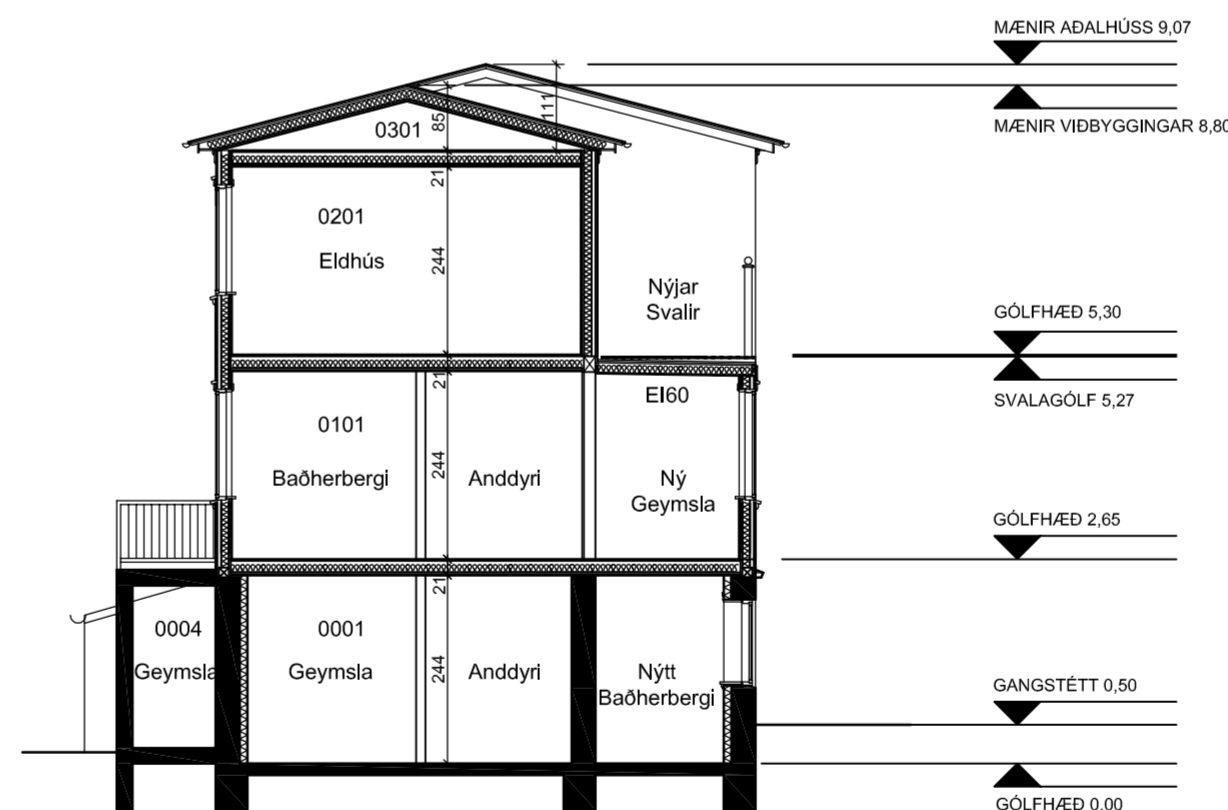 MÆNIR AÐALHÚSS 9,07
MÆNIR VIÐBYGGINGAR 8,80
0301
85
111
21
0201
Eldhús
244
Nýjar
Svalir
GÓLFHÆÐ 5,30
SVALAGÓLF 5,27
21
EI60
0101
Baðherbergi
244
Anddyri
Ný
Geymsla
GÓLFHÆÐ 2,65
21
0004
Geymsla
0001
Geymsla
244
Anddyri
Nýtt
Baðherbergi
GANGSTÉTT 0,50
GÓLFHÆÐ 0,00